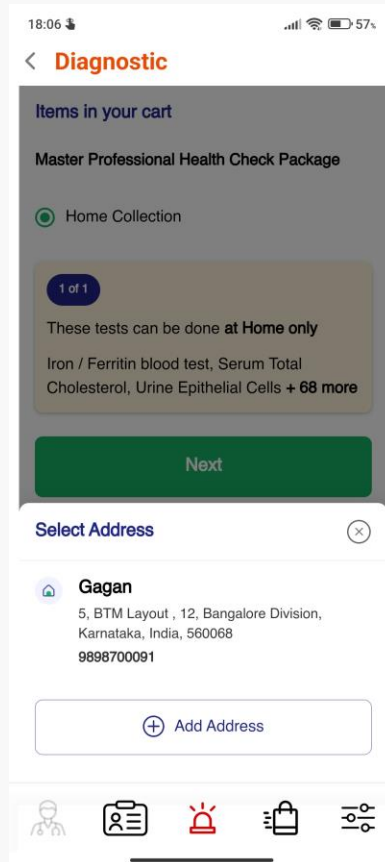 18:06
57%
Diagnostic
Items in your cart
Master Professional Health Check Package
Home Collection
1 of 1
These tests can be done at Home only
Iron / Ferritin blood test, Serum Total
Cholesterol, Urine Epithelial Cells + 68 more
Next
Select Address
Gagan
5, BTM Layout , 12, Bangalore Division,
Karnataka, India, 560068
9898700091
Add Address